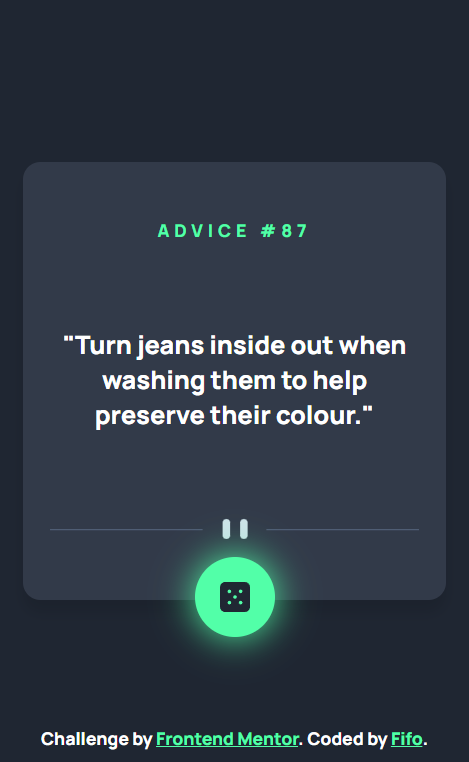 ADVICE #87
"Turn jeans inside out when
washing them to help
preserve their colour."
Challenge by Frontend Mentor. Coded by Fifo.